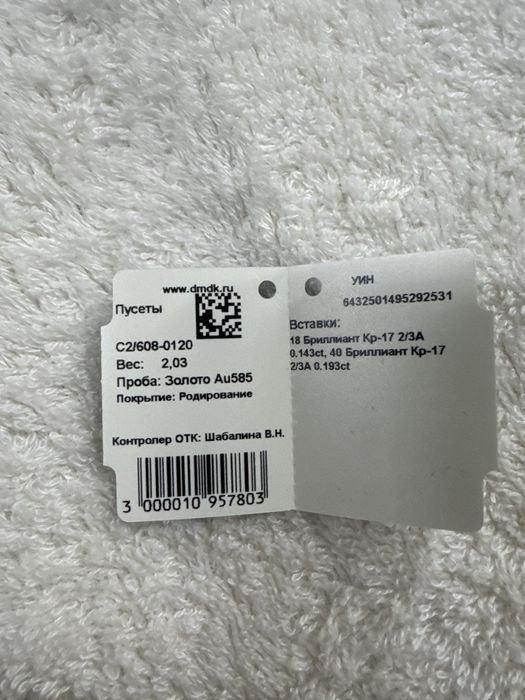 www.dmdk.ru
Пусеты
С2/608-0120
Вес: 2,03
Проба: Золото Au585
Покрытие: Родирование
Контролер ОТК: Шабалина В.Н.
3 000010 957803
УИН
6432501495292531
Вставки:
18 Бриллиант Кр-17 2/3А
0.143ct, 40 Бриллиант Кр-17
2/3А 0.193ct